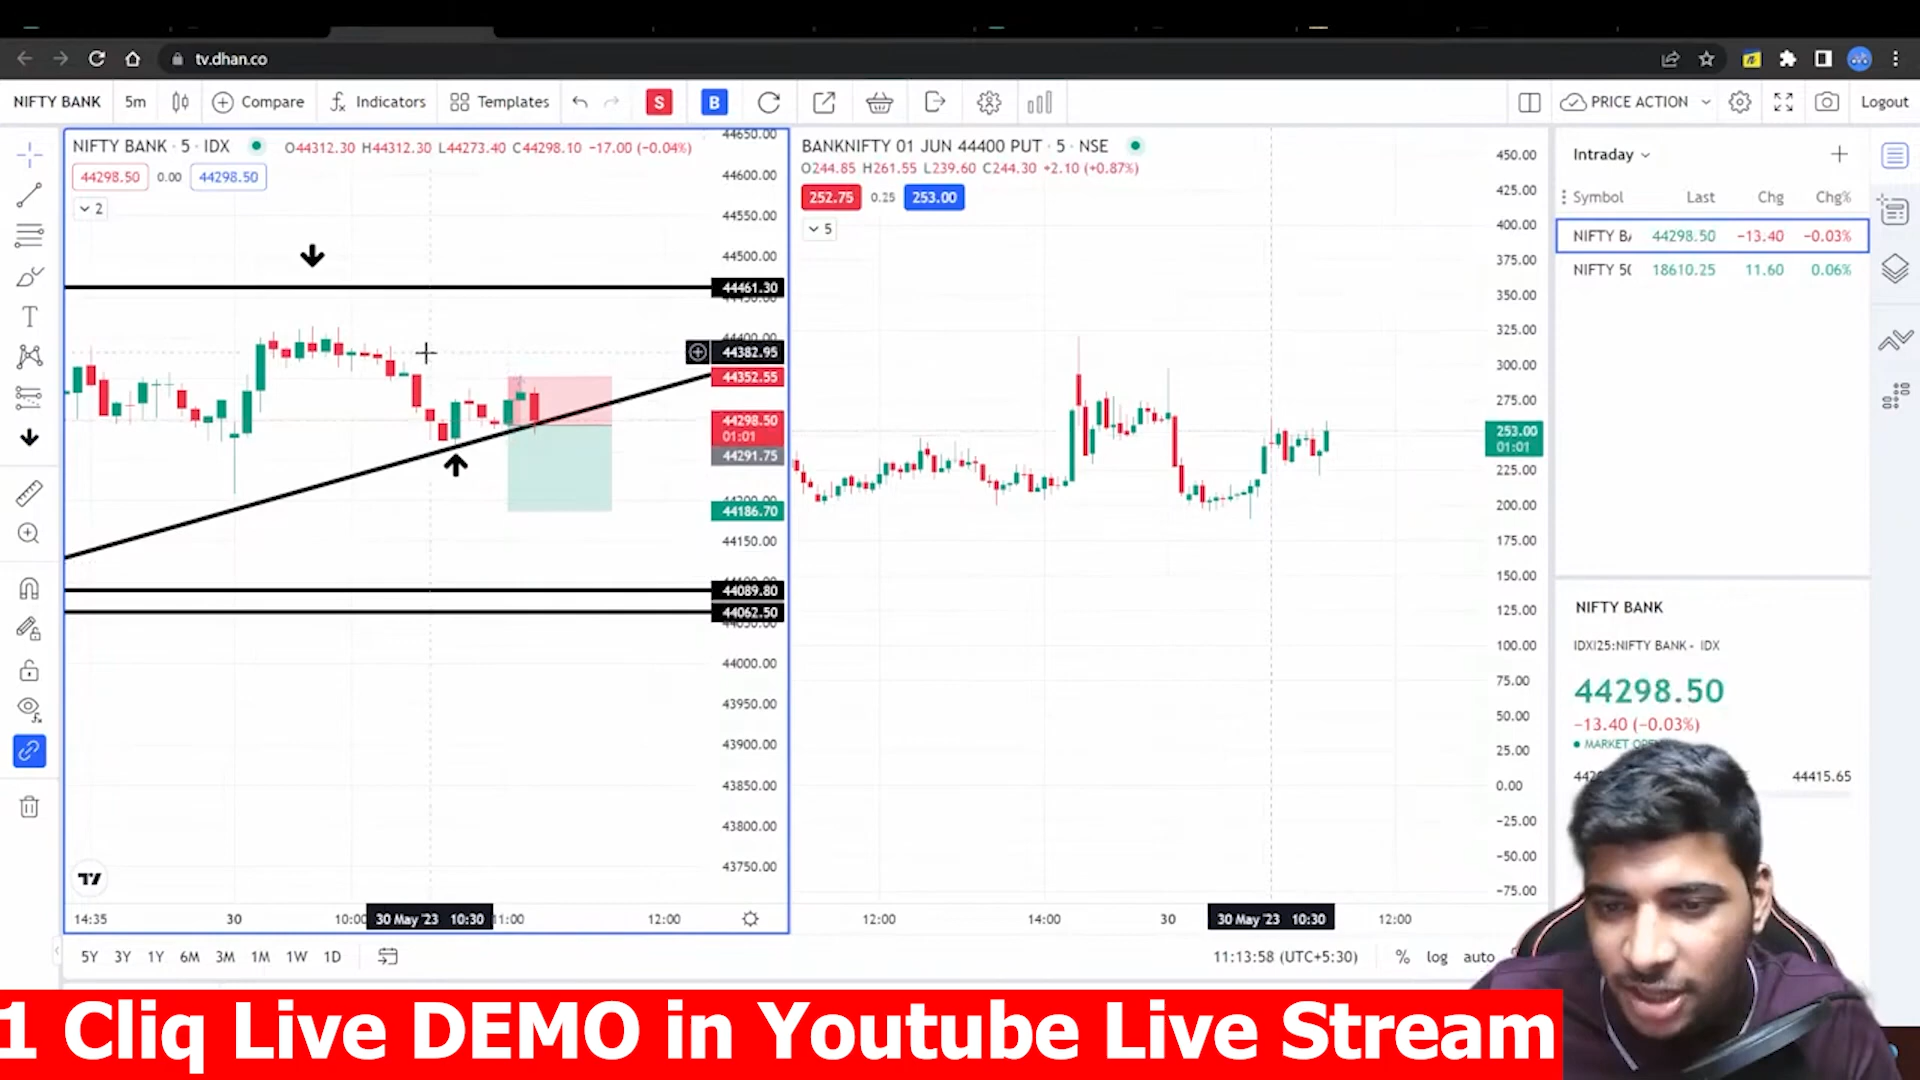 tv.dhan.co
NIFTY BANK 5m Compare Indicators Templates S B PRICE ACTION Logout
NIFTY BANK · 5 · IDX O44312.30 H44312.30 L44273.40 C44298.10 −17.00 (−0.04%)
44298.50 0.00 44298.50
2
BANKNIFTY 01 JUN 44400 PUT · 5 · NSE
O244.85 H261.55 L239.60 C244.30 +2.10 (+0.87%)
252.75 0.25 253.00
5
44650.00
44600.00
44550.00
44500.00
44461.30
44400.00
44382.95
44352.55
44298.50
01:01
44291.75
44200.00
44186.70
44150.00
44089.80
44062.50
44000.00
43950.00
43900.00
43850.00
43800.00
43750.00
450.00
425.00
400.00
375.00
350.00
325.00
300.00
275.00
253.00
01:01
225.00
200.00
175.00
150.00
125.00
100.00
75.00
50.00
25.00
0.00
−25.00
−50.00
−75.00
14:35 30 10:00 30 May '23 10:30 11:00 12:00
12:00 14:00 30 30 May '23 10:30 12:00
5Y 3Y 1Y 6M 3M 1M 1W 1D
11:13:58 (UTC+5:30) % log auto
Intraday
Symbol Last Chg Chg%
NIFTY 44298.50 −13.40 −0.03%
NIFTY 18610.25 11.60 0.06%
NIFTY BANK
IDXI25:NIFTY BANK - IDX
44298.50
−13.40 (−0.03%)
MARKET
44415.65
1 Cliq Live DEMO in Youtube Live Stream